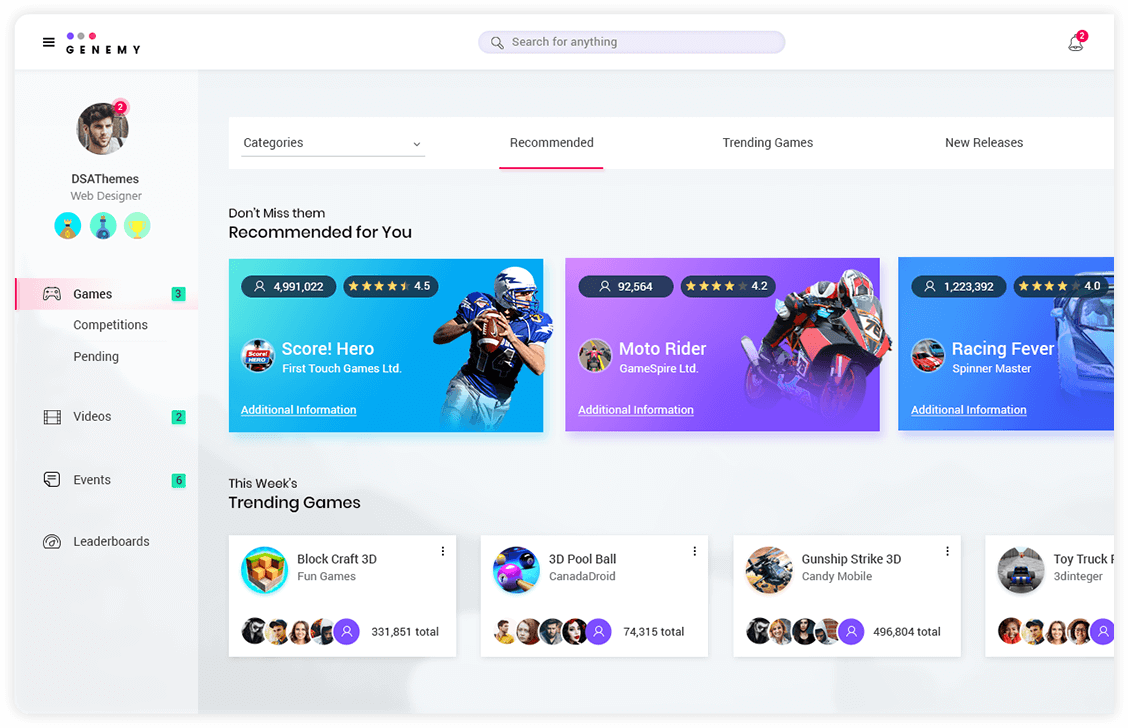 GENEMY
Search for anything
2
2
DSAThemes
Web Designer
Games 3
Competitions
Pending
Videos 2
Events 6
Leaderboards
Categories Recommended Trending Games New Releases
Don't Miss them
Recommended for You
4,991,022 4.5
Score! Hero
First Touch Games Ltd.
Additional Information
92,564 4.2
Moto Rider
GameSpire Ltd.
Additional Information
1,223,392 4.0
Racing Fever
Spinner Master
Additional Information
This Week's
Trending Games
Block Craft 3D
Fun Games
331,851 total
3D Pool Ball
CanadaDroid
74,315 total
Gunship Strike 3D
Candy Mobile
496,804 total
Toy Truck
3dinteger